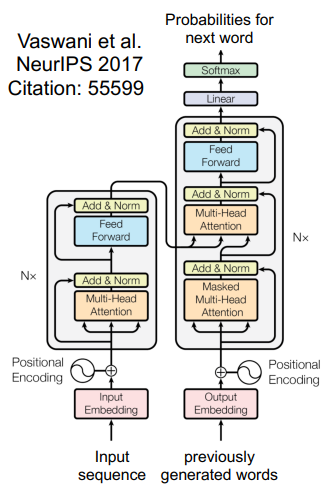 Probabilities for
next word
Vaswani et al.
NeurIPS 2017
Citation: 55599
Softmax
Linear
Add & Norm
Feed
Forward
Add & Norm
Multi-Head
Attention
Nx
Add & Norm
Masked
Multi-Head
Attention
Add & Norm
Feed
Forward
Nx
Add & Norm
Multi-Head
Attention
Positional
Encoding
Positional
Encoding
Input
Embedding
Output
Embedding
Input
sequence
previously
generated words